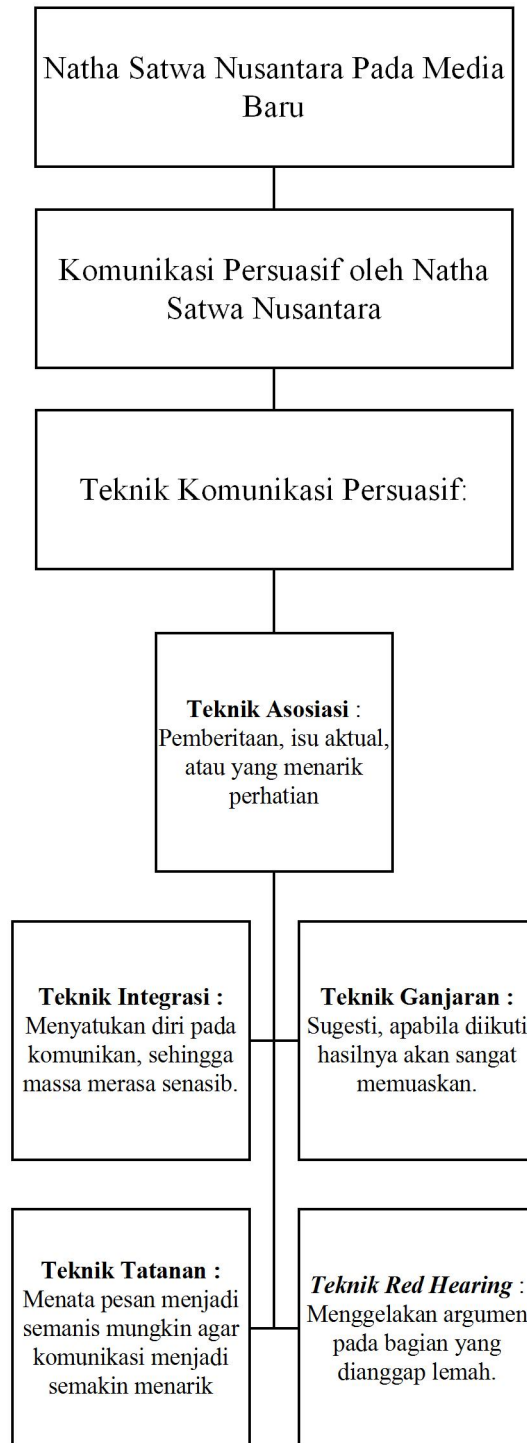 Natha Satwa Nusantara Pada Media
Baru
Komunikasi Persuasif oleh Natha
Satwa Nusantara
Teknik Komunikasi Persuasif:
Teknik Asosiasi :
Pemberitaan, isu aktual,
atau yang menarik
perhatian
Teknik Integrasi :
Menyatukan diri pada
komunikan, sehingga
massa merasa senasib.
Teknik Ganjaran :
Sugesti, apabila diikuti
hasilnya akan sangat
memuaskan.
Teknik Tatanan :
Menata pesan menjadi
semanis mungkin agar
komunikasi menjadi
semakin menarik
Teknik Red Hearing :
Menggelakan argumen
pada bagian yang
dianggap lemah.